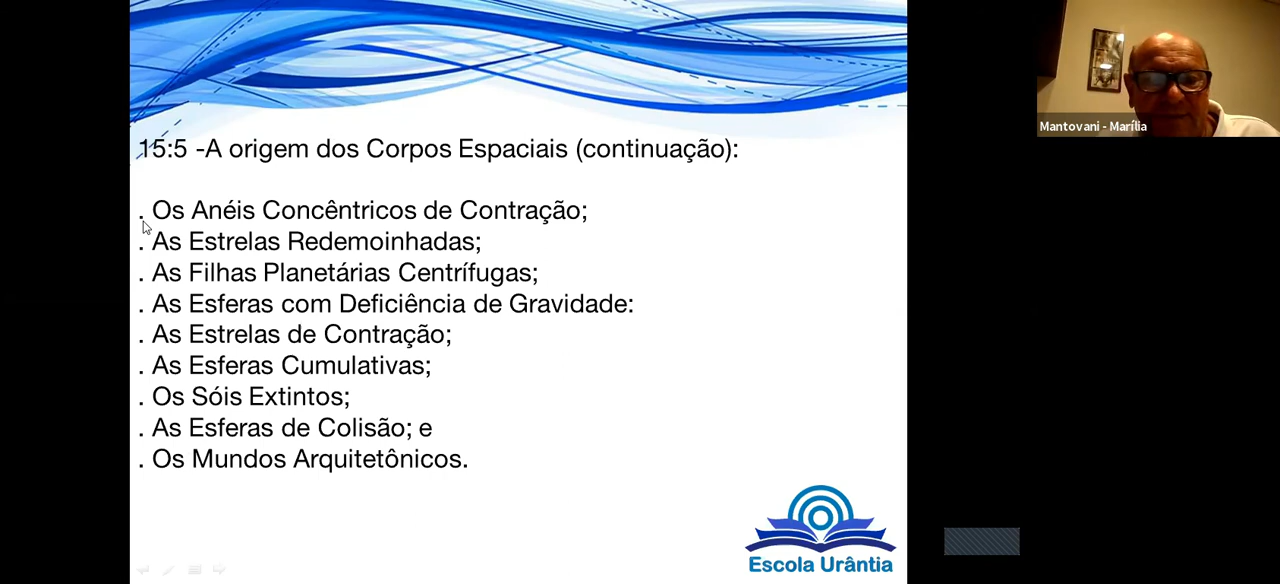 15:5 -A origem dos Corpos Espaciais (continuação):
. Os Anéis Concêntricos de Contração;
. As Estrelas Redemoinhadas;
. As Filhas Planetárias Centrífugas;
. As Esferas com Deficiência de Gravidade:
. As Estrelas de Contração;
. As Esferas Cumulativas;
. Os Sóis Extintos;
. As Esferas de Colisão; e
. Os Mundos Arquitetônicos.
Escola Urântia
Mantovani - Marília